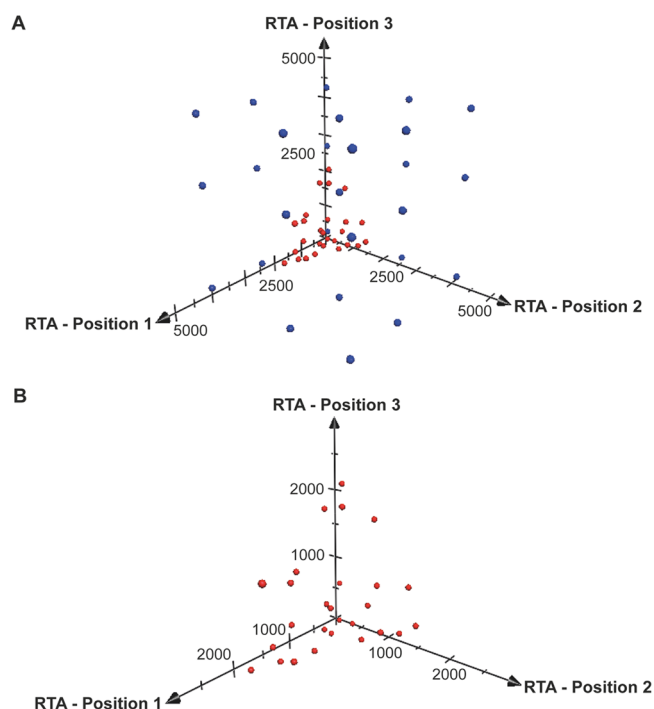 A
RTA - Position 3
5000
2500
2500
2500
5000
5000
RTA - Position 1
RTA - Position 2
B
RTA - Position 3
2000
1000
1000
2000
1000
2000
RTA - Position 1
RTA - Position 2